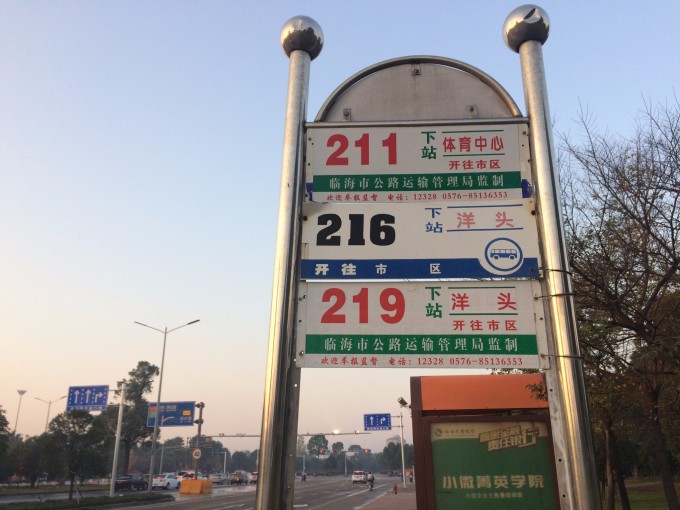 211
下站
体育中心
开往市区
临海市公路运输管理局监制
欢迎举报监督 电话：12328 0576-85136353
216
下站
洋头
开往市区
219
下站
洋头
开往市区
临海市公路运输管理局监制
欢迎举报监督 电话：12328 0576-85136353
责任银行
小微菁英学院